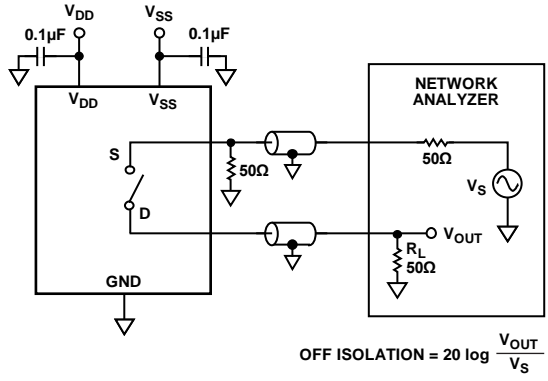 VDD
VSS
0.1µF
0.1µF
VDD
VSS
NETWORK
ANALYZER
S
50Ω
50Ω
VS
D
VOUT
RL
50Ω
GND
OFF ISOLATION = 20 log VOUT
VS